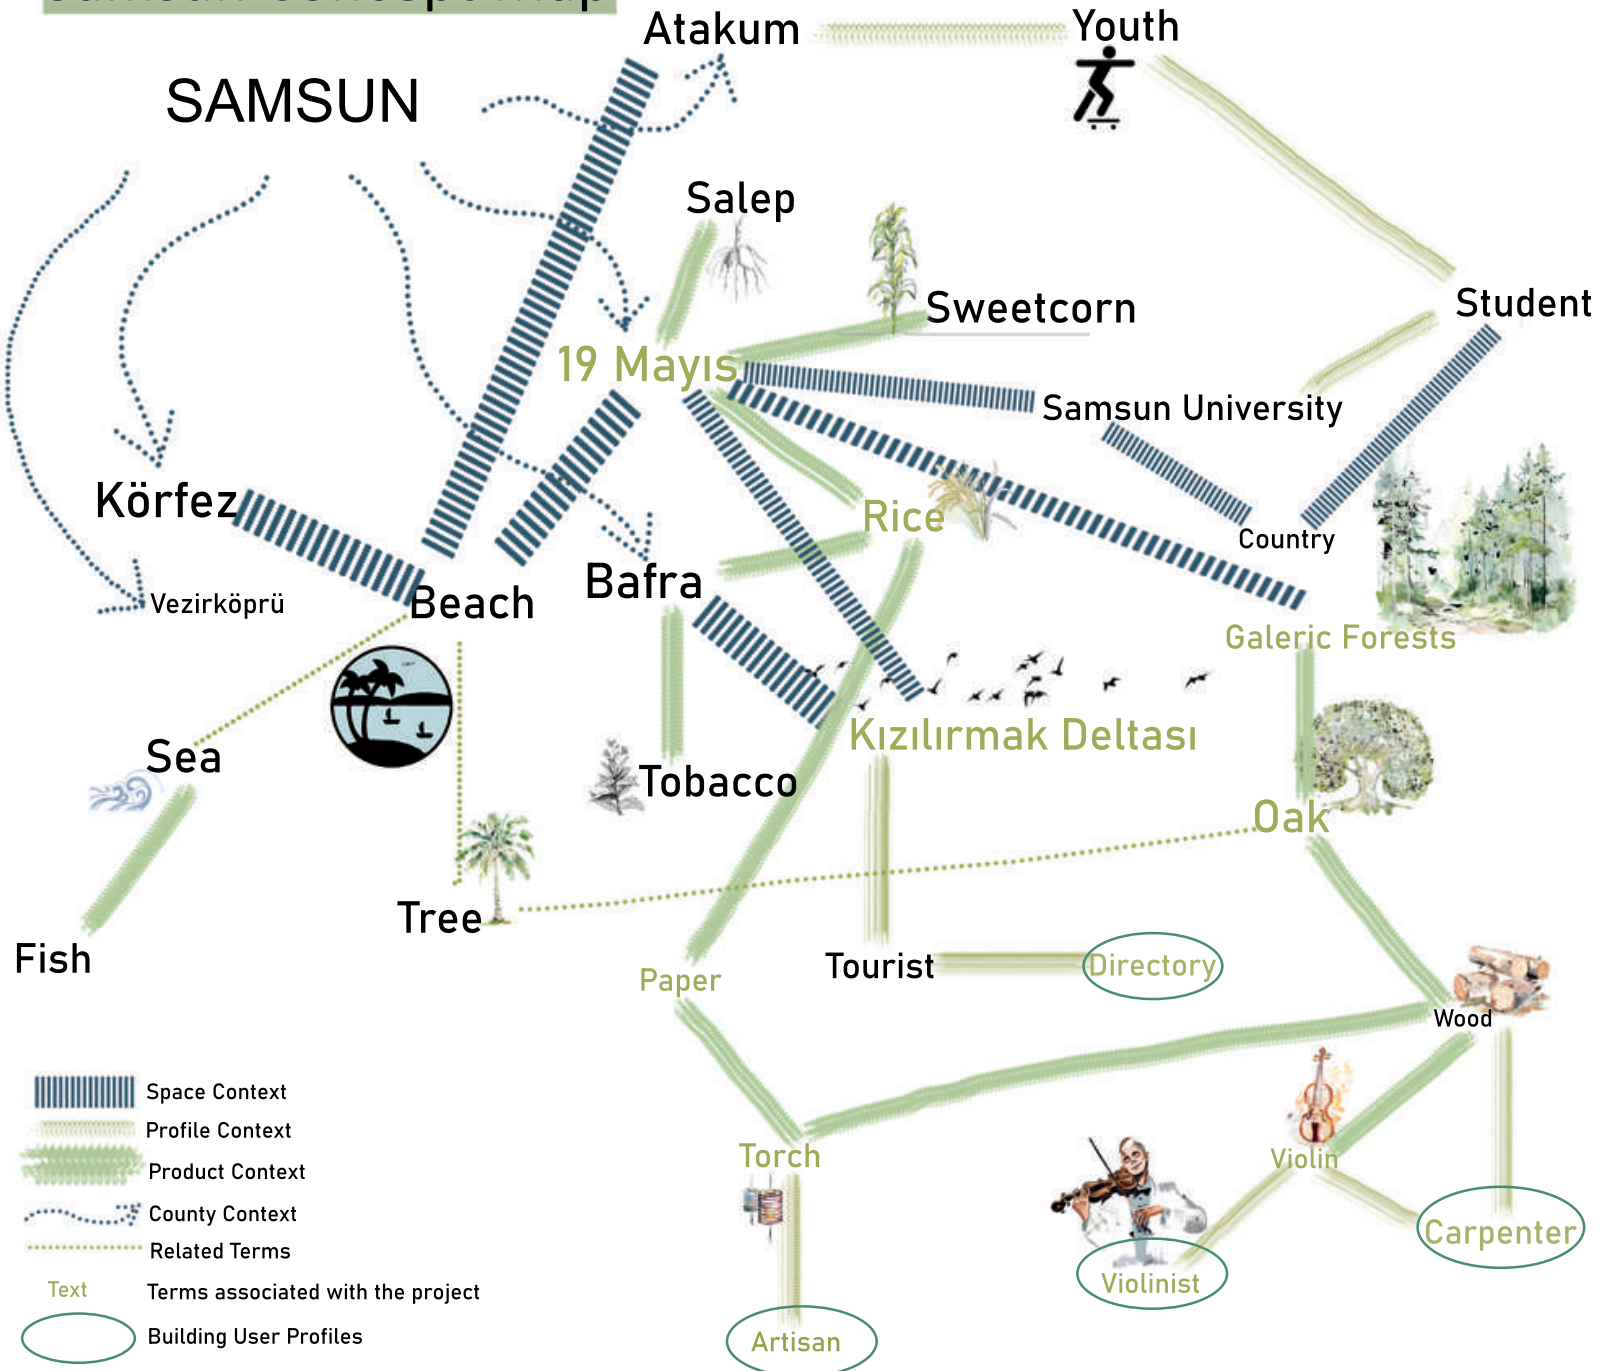 SAMSUN
Atakum
Youth
Salep
Sweetcorn
Student
19 Mayıs
Samsun University
Körfez
Rice
Country
Bafra
Vezirköprü
Beach
Galeric Forests
Kızılırmak Deltası
Sea
Tobacco
Oak
Tree
Fish
Tourist
Directory
Paper
Wood
Torch
Violin
Carpenter
Violinist
Artisan
Space Context
Profile Context
Product Context
County Context
Related Terms
Text Terms associated with the project
Building User Profiles